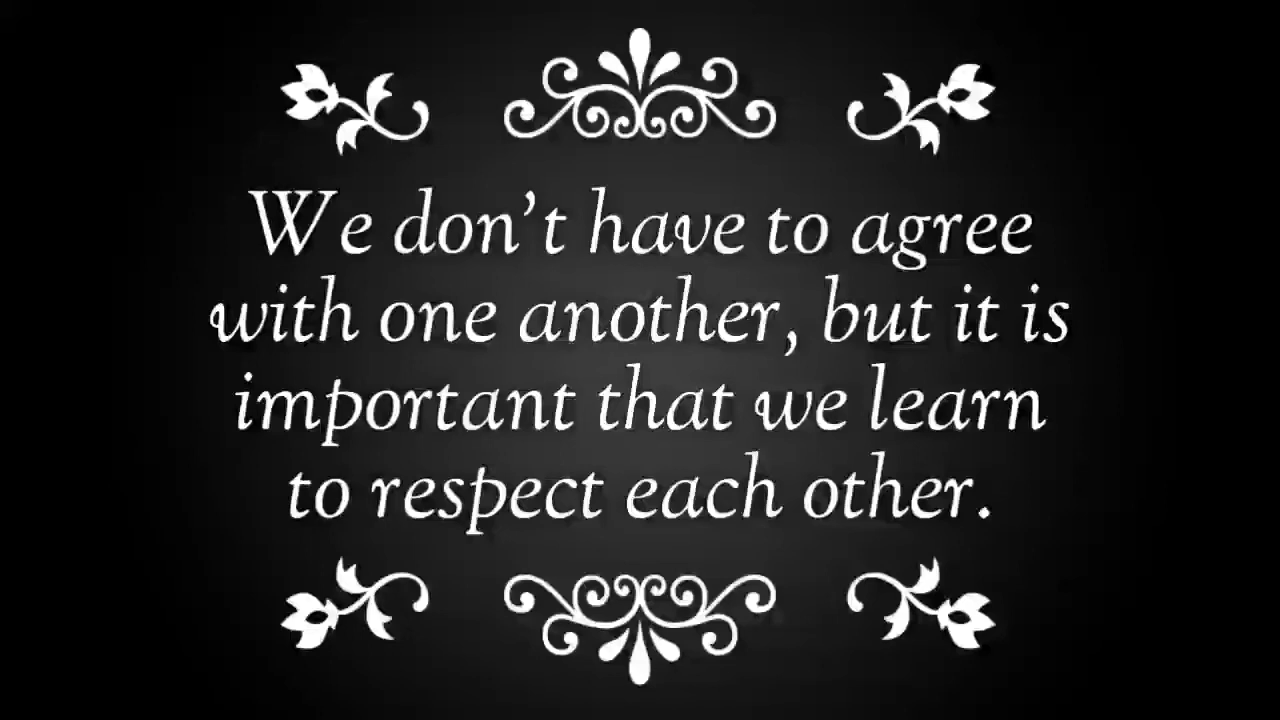 We don’t have to agree
with one another, but it is
important that we learn
to respect each other.